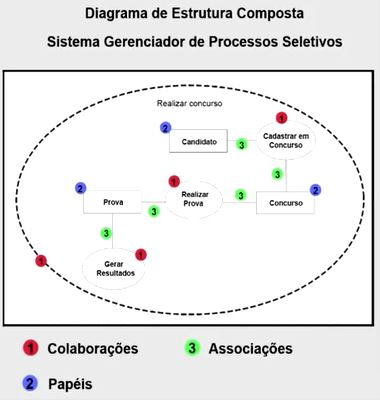 Diagrama de Estrutura Composta
Sistema Gerenciador de Processos Seletivos
Realizar concurso
1
2
Candidato
3
Cadastrar em
Concurso
3
2
Prova
3
1
Realizar
Prova
3
Concurso
2
3
1
Gerar
Resultados
1
1 Colaborações
3 Associações
2 Papéis